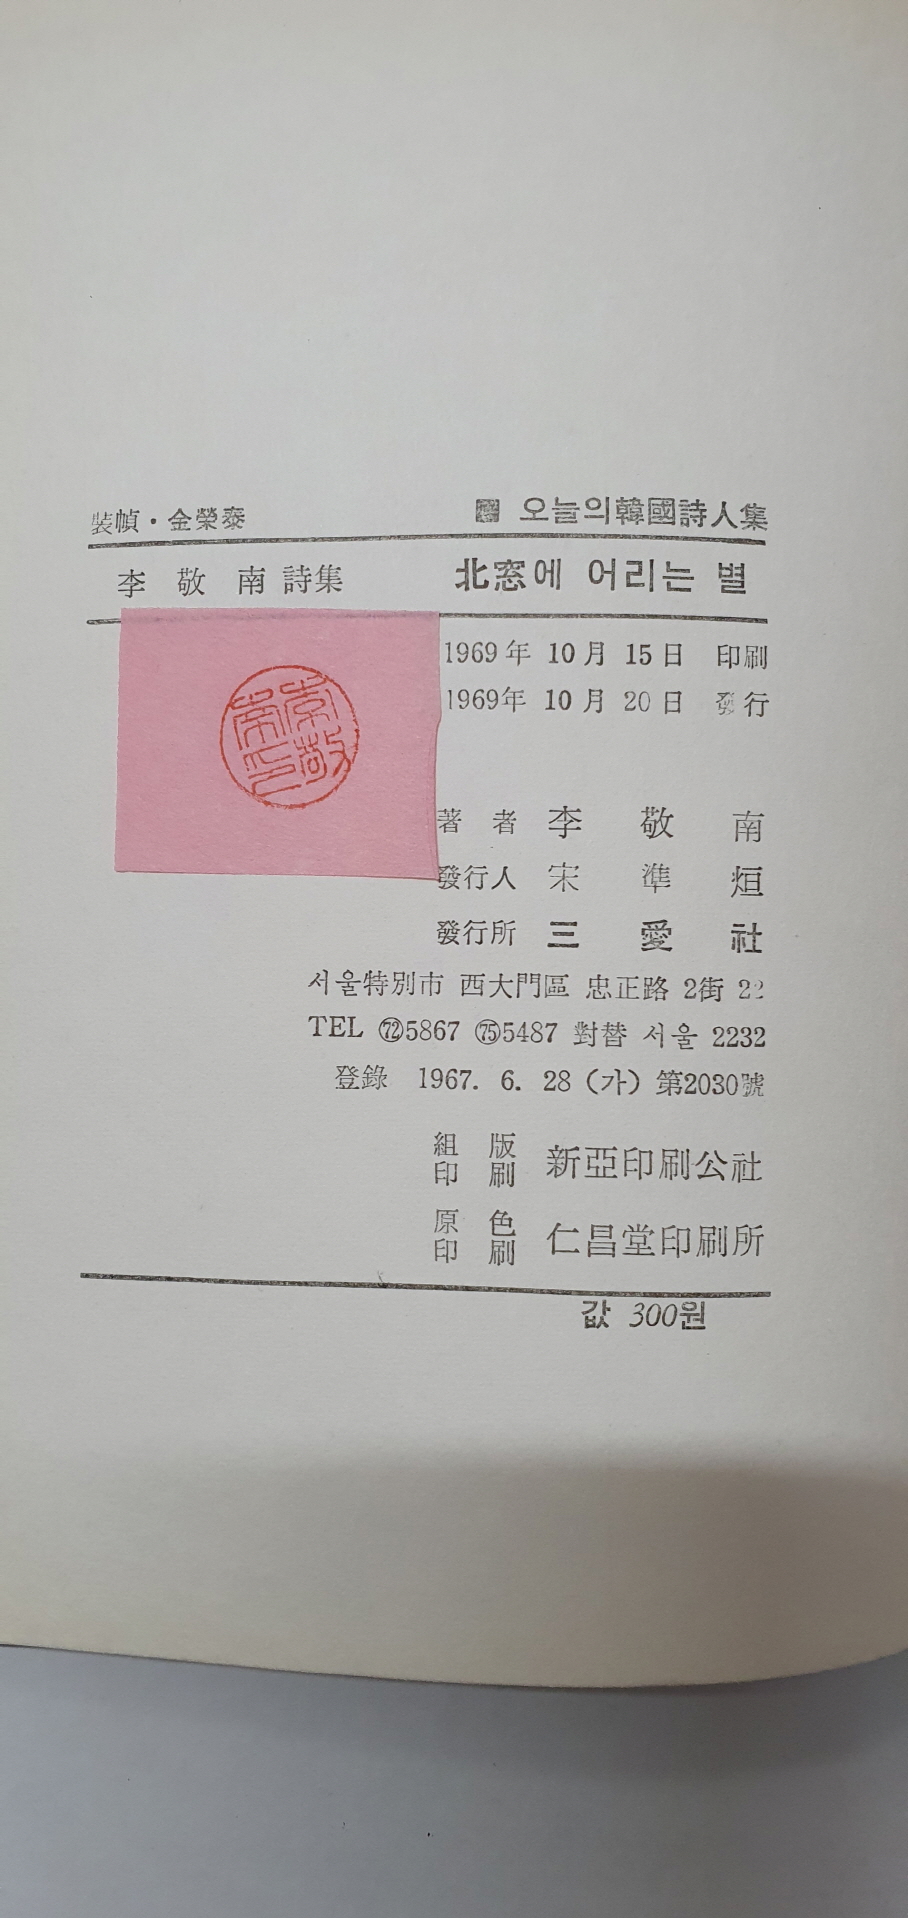 裝幀・金榮泰
오늘의韓國詩人集
李敬南詩集
北窓에 어리는 별
1969年 10月 15日 印刷
1969年 10月 20日 發行
著者 李敬南
發行人 宋準烜
發行所 三愛社
서울特別市 西大門區 忠正路 2街 22
TEL ㊆5867 ㊆5487 對替 서울 2232
登錄 1967. 6. 28 (가) 第2030號
組版
印刷 新亞印刷公社
原色
印刷 仁昌堂印刷所
값 300원